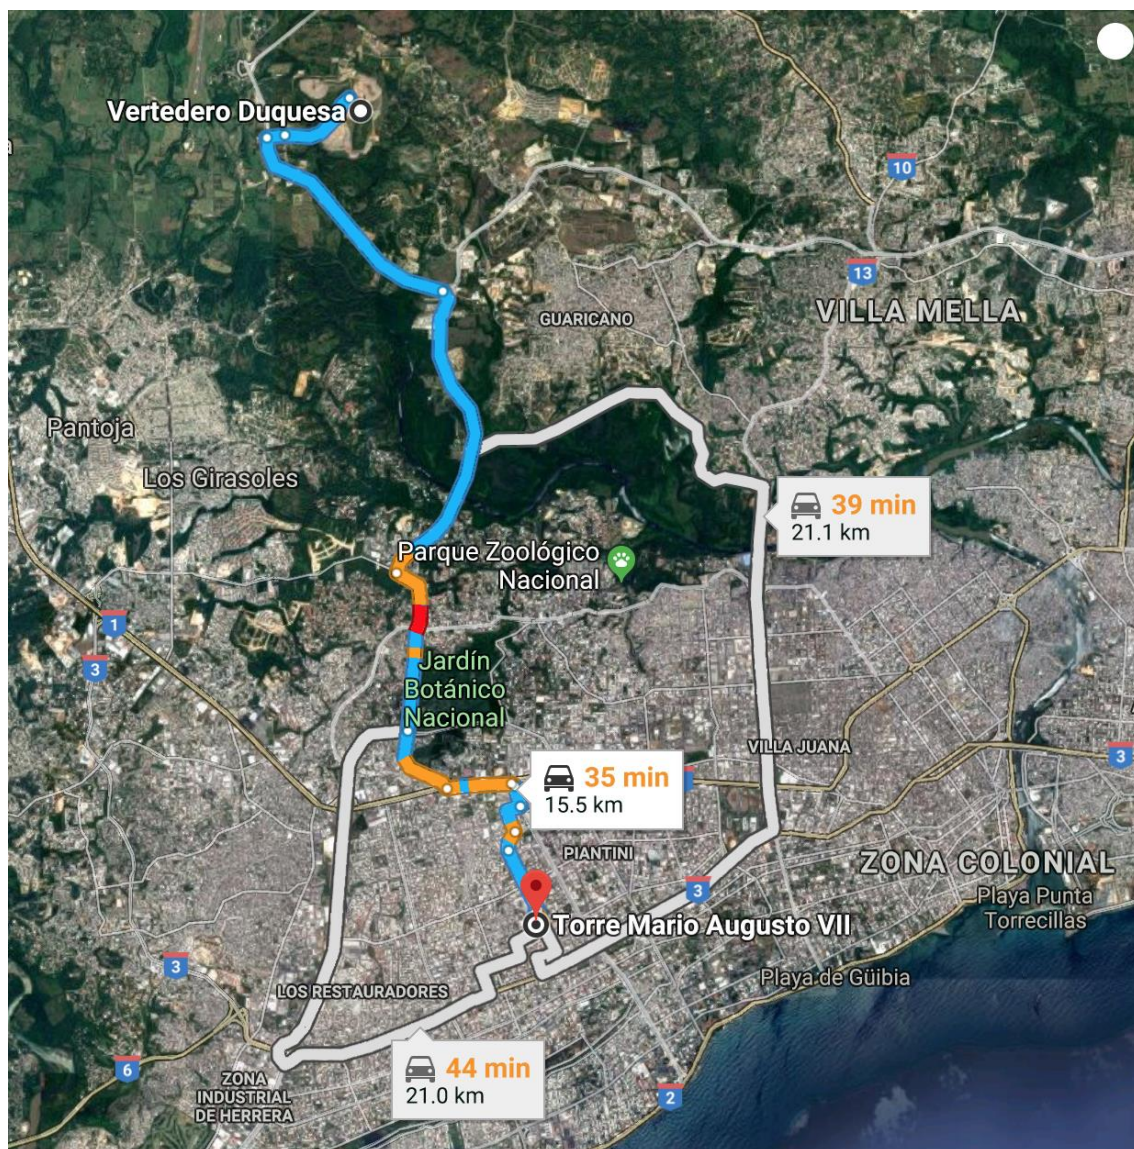 Vertedero Duquesa
10
13
GUARICANO
VILLA MELLA
Pantoja
Los Girasoles
39 min
21.1 km
Parque Zoológico
Nacional
1
3
Jardín
Botánico
Nacional
VILLA JUANA
3
35 min
15.5 km
PIANTINI
ZONA COLONIAL
3
Playa Punta
Torrecillas
Torre Mario Augusto VII
3
LOS RESTAURADORES
Playa de Güibia
44 min
21.0 km
6
ZONA
INDUSTRIAL
DE HERRERA
2